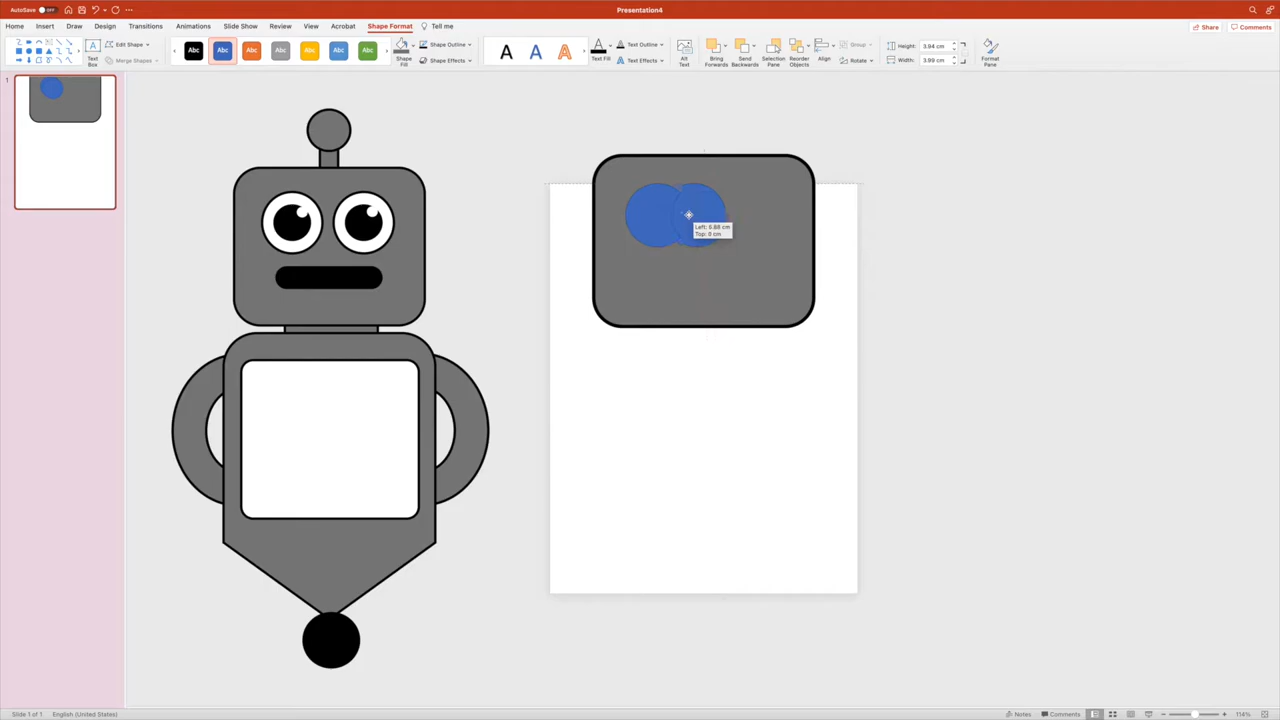 AutoSave OFF
Presentation4
Home Insert Draw Design Transitions Animations Slide Show Review View Acrobat Shape Format Tell me
Share Comments
Text Box
Edit Shape
Merge Shapes
Abc Abc Abc Abc Abc Abc Abc
Shape Fill
Shape Outline
Shape Effects
A A A
A
Text Fill
Text Outline
Text Effects
Alt Text
Bring Forwards
Send Backwards
Selection Pane
Reorder Objects
Align
Group
Rotate
Height: 3.94 cm
Width: 3.99 cm
Format Pane
1
Left: 6.88 cm
Top: 0 cm
Slide 1 of 1 English (United States) Notes Comments 114%